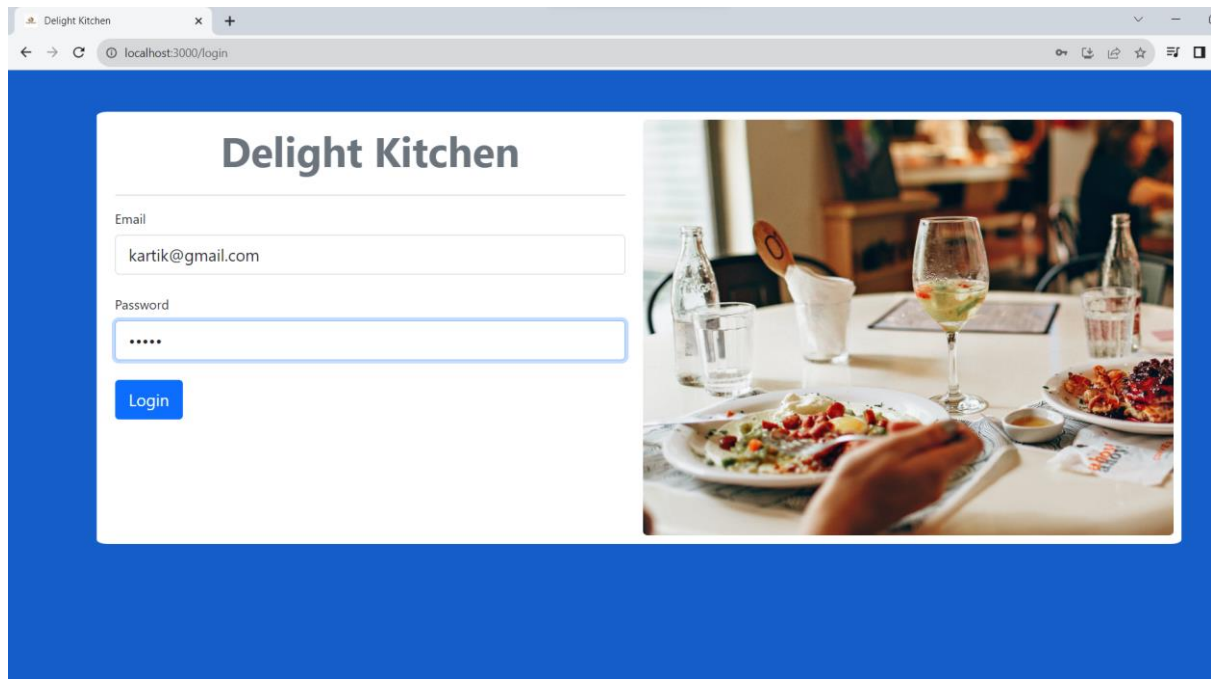 Delight Kitchen
localhost:3000/login
Delight Kitchen
Email
kartik@gmail.com
Password
•••••
Login